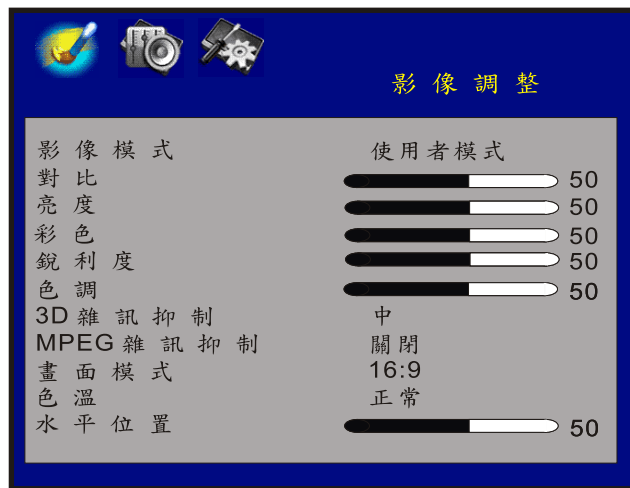 影像調整
影像模式 使用者模式
對比 50
亮度 50
彩色 50
銳利度 50
色調 50
3D雜訊抑制 中
MPEG雜訊抑制 關閉
畫面模式 16:9
色溫 正常
水平位置 50